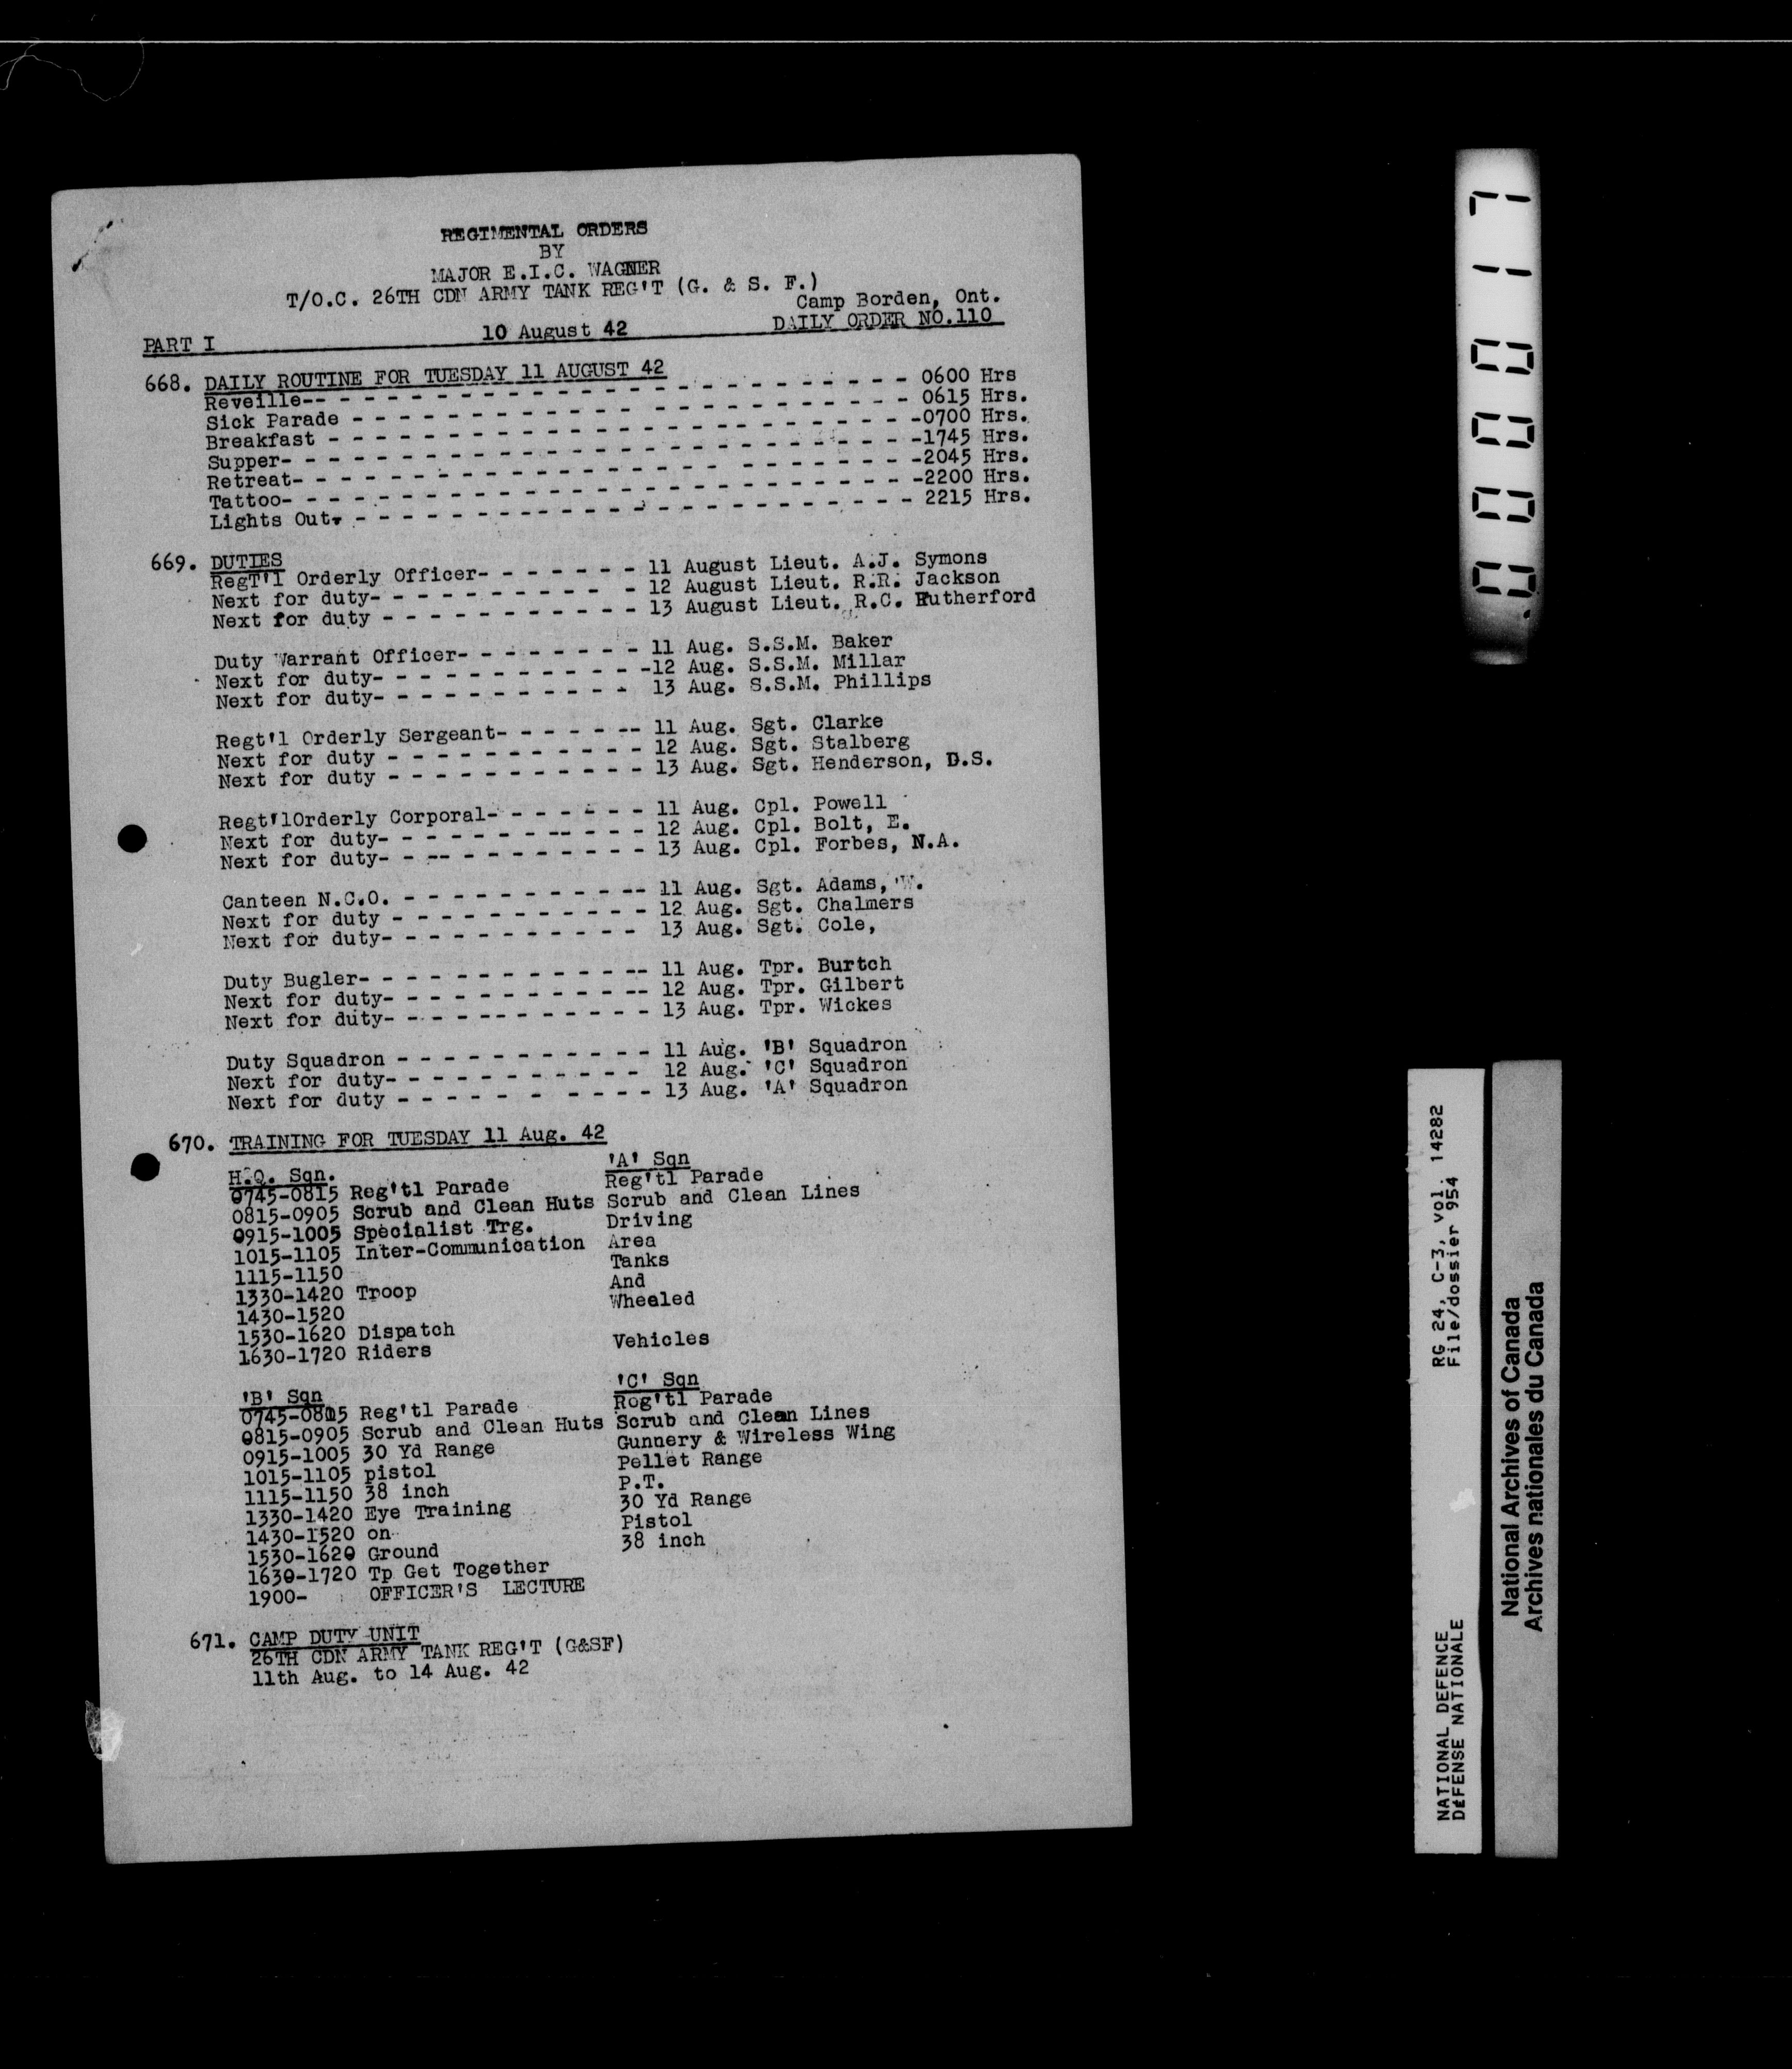 REGIMENTAL ORDERS
BY
MAJOR E.I.C. WAGNER
T/O.C. 26TH CDN ARMY TANK REG'T (G. & S. F.)
Camp Borden, Ont.
PART I 10 August 42 DAILY ORDER NO.110
668. DAILY ROUTINE FOR TUESDAY 11 AUGUST 42
Reveille-- - - - - - - - - - - - - - - - - - - - - - - - - 0600 Hrs
Sick Parade - - - - - - - - - - - - - - - - - - - - - - - - 0615 Hrs.
Breakfast - - - - - - - - - - - - - - - - - - - - - - - - -0700 Hrs.
Supper- - - - - - - - - - - - - - - - - - - - - - - - - - -1745 Hrs.
Retreat- - - - - - - - - - - - - - - - - - - - - - - - - -2045 Hrs.
Tattoo- - - - - - - - - - - - - - - - - - - - - - - - - - -2200 Hrs.
Lights Out. - - - - - - - - - - - - - - - - - - - - - - - - 2215 Hrs.
669. DUTIES
RegT'l Orderly Officer- - - - - - - 11 August Lieut. A.J. Symons
Next for duty- - - - - - - - - - - 12 August Lieut. R.R. Jackson
Next for duty - - - - - - - - - - - 13 August Lieut. R.C. Rutherford
Duty Warrant Officer- - - - - - - - 11 Aug. S.S.M. Baker
Next for duty- - - - - - - - - - - -12 Aug. S.S.M. Millar
Next for duty- - - - - - - - - - - 13 Aug. S.S.M. Phillips
Regt'l Orderly Sergeant- - - - - -- 11 Aug. Sgt. Clarke
Next for duty - - - - - - - - - - - 12 Aug. Sgt. Stalberg
Next for duty - - - - - - - - - - - 13 Aug. Sgt. Henderson, D.S.
Regt'lOrderly Corporal- - - - - - - 11 Aug. Cpl. Powell
Next for duty- - - - - - - -- - - - 12 Aug. Cpl. Bolt, E.
Next for duty- - -- - - - - - - - - 13 Aug. Cpl. Forbes, N.A.
Canteen N.C.O. - - - - - - - - - -- 11 Aug. Sgt. Adams, W.
Next for duty - - - - - - - - - - - 12 Aug. Sgt. Chalmers
Next for duty- - - - - - - - - - - 13 Aug. Sgt. Cole,
Duty Bugler- - - - - - - - - - - -- 11 Aug. Tpr. Burtch
Next for duty- - - - - - - - - - -- 12 Aug. Tpr. Gilbert
Next for duty- - - - -- - - - - - - 13 Aug. Tpr. Wickes
Duty Squadron - - - - - - - - - - - 11 Aug. 'B' Squadron
Next for duty- - - - - - - - - - - 12 Aug. 'C' Squadron
Next for duty - - - - - - - - - - 13 Aug. 'A' Squadron
670. TRAINING FOR TUESDAY 11 Aug. 42
H.Q. Sqn. 'A' Sqn
0745-0815 Reg'tl Parade Reg'tl Parade
0815-0905 Scrub and Clean Huts Scrub and Clean Lines
0915-1005 Specialist Trg. Driving
1015-1105 Inter-Communication Area
1115-1150 Tanks
1330-1420 Troop And
1430-1520 Wheeled
1530-1620 Dispatch
1630-1720 Riders Vehicles
'B' Sqn 'C' Sqn
0745-0815 Reg'tl Parade Rog'tl Parade
0815-0905 Scrub and Clean Huts Scrub and Clean Lines
0915-1005 30 Yd Range Gunnery & Wireless Wing
1015-1105 pistol Pellet Range
1115-1150 38 inch P.T.
1330-1420 Eye Training 30 Yd Range
1430-1520 on Pistol
1530-1620 Ground 38 inch
1630-1720 Tp Get Together
1900- OFFICER'S LECTURE
671. CAMP DUTY UNIT
26TH CDN ARMY TANK REG'T (G&SF)
11th Aug. to 14 Aug. 42
000017
NATIONAL DEFENCE RG 24, C-3, vol. 14282
DéFENSE NATIONALE File/dossier 954
National Archives of Canada
Archives nationales du Canada